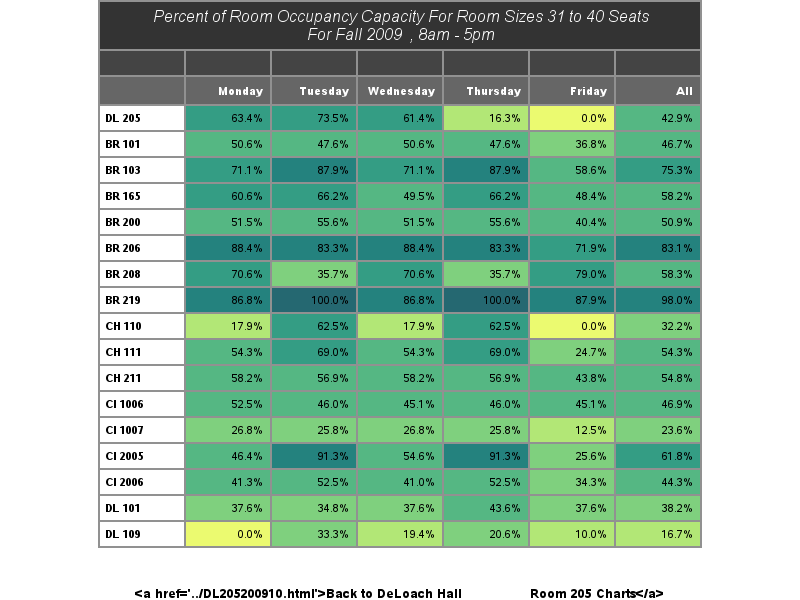 Percent of Room Occupancy Capacity For Room Sizes 31 to 40 Seats
For Fall 2009 , 8am - 5pm
Monday Tuesday Wednesday Thursday Friday All
DL 205 63.4% 73.5% 61.4% 16.3% 0.0% 42.9%
BR 101 50.6% 47.6% 50.6% 47.6% 36.8% 46.7%
BR 103 71.1% 87.9% 71.1% 87.9% 58.6% 75.3%
BR 165 60.6% 66.2% 49.5% 66.2% 48.4% 58.2%
BR 200 51.5% 55.6% 51.5% 55.6% 40.4% 50.9%
BR 206 88.4% 83.3% 88.4% 83.3% 71.9% 83.1%
BR 208 70.6% 35.7% 70.6% 35.7% 79.0% 58.3%
BR 219 86.8% 100.0% 86.8% 100.0% 87.9% 98.0%
CH 110 17.9% 62.5% 17.9% 62.5% 0.0% 32.2%
CH 111 54.3% 69.0% 54.3% 69.0% 24.7% 54.3%
CH 211 58.2% 56.9% 58.2% 56.9% 43.8% 54.8%
CI 1006 52.5% 46.0% 45.1% 46.0% 45.1% 46.9%
CI 1007 26.8% 25.8% 26.8% 25.8% 12.5% 23.6%
CI 2005 46.4% 91.3% 54.6% 91.3% 25.6% 61.8%
CI 2006 41.3% 52.5% 41.0% 52.5% 34.3% 44.3%
DL 101 37.6% 34.8% 37.6% 43.6% 37.6% 38.2%
DL 109 0.0% 33.3% 19.4% 20.6% 10.0% 16.7%
<a href='../DL205200910.html'>Back to DeLoach Hall Room 205 Charts</a>